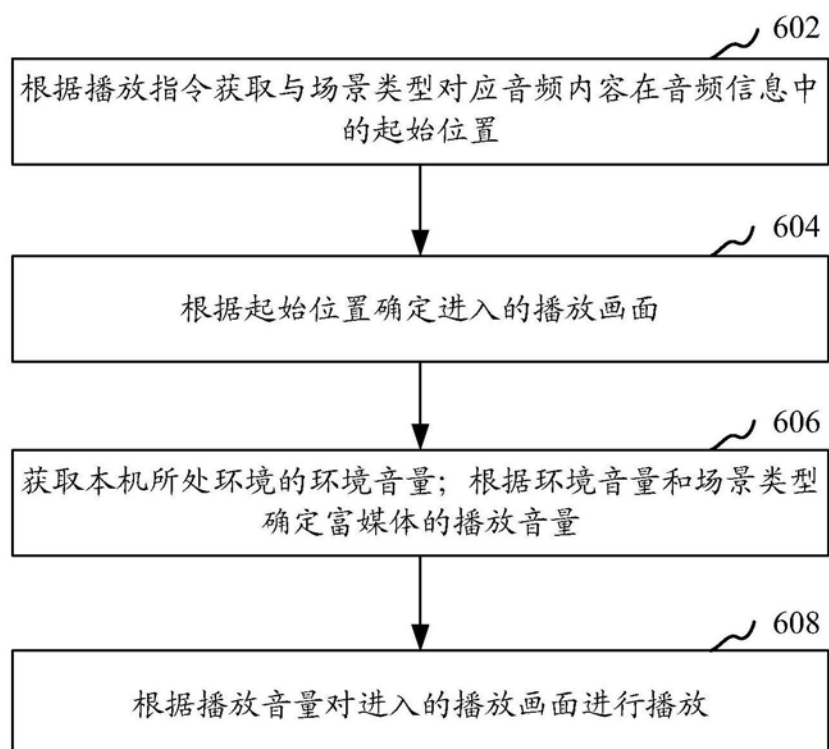 602
根据播放指令获取与场景类型对应音频内容在音频信息中
的起始位置
604
根据起始位置确定进入的播放画面
606
获取本机所处环境的环境音量；根据环境音量和场景类型
确定富媒体的播放音量
608
根据播放音量对进入的播放画面进行播放